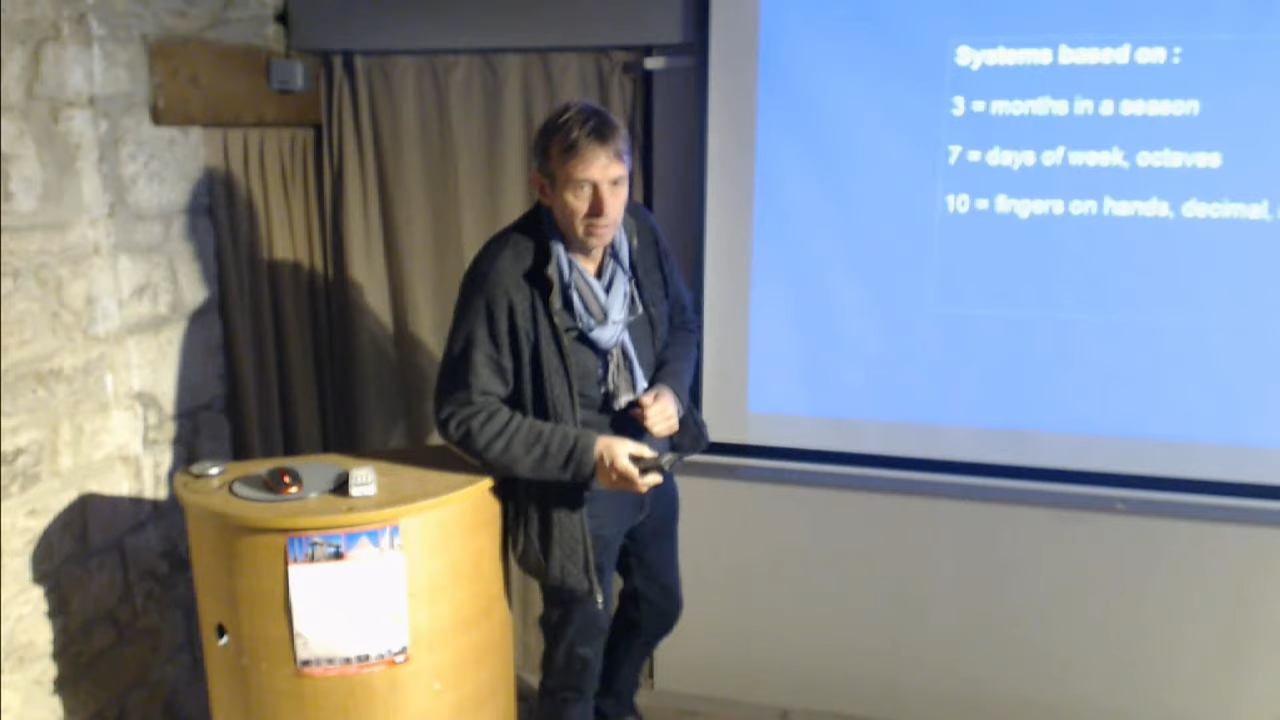 Systems based on :
3 = months in a season
7 = days of week, octaves
10 = fingers on hands, decimal,